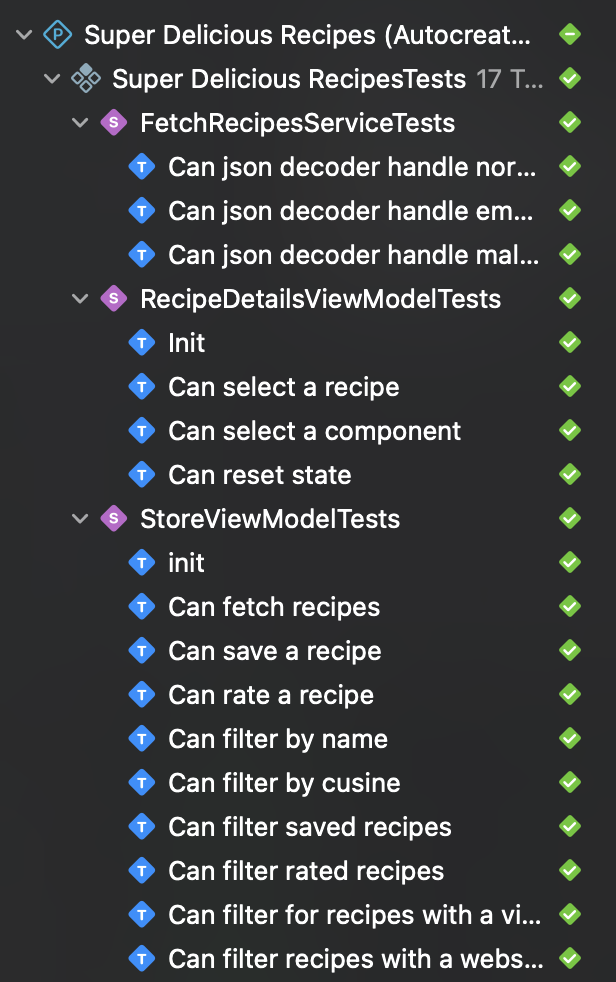 P Super Delicious Recipes (Autocreat...
Super Delicious RecipesTests 17 T...
S FetchRecipesServiceTests
T Can json decoder handle nor...
T Can json decoder handle em...
T Can json decoder handle mal...
S RecipeDetailsViewModelTests
T Init
T Can select a recipe
T Can select a component
T Can reset state
S StoreViewModelTests
T init
T Can fetch recipes
T Can save a recipe
T Can rate a recipe
T Can filter by name
T Can filter by cusine
T Can filter saved recipes
T Can filter rated recipes
T Can filter for recipes with a vi...
T Can filter recipes with a webs...